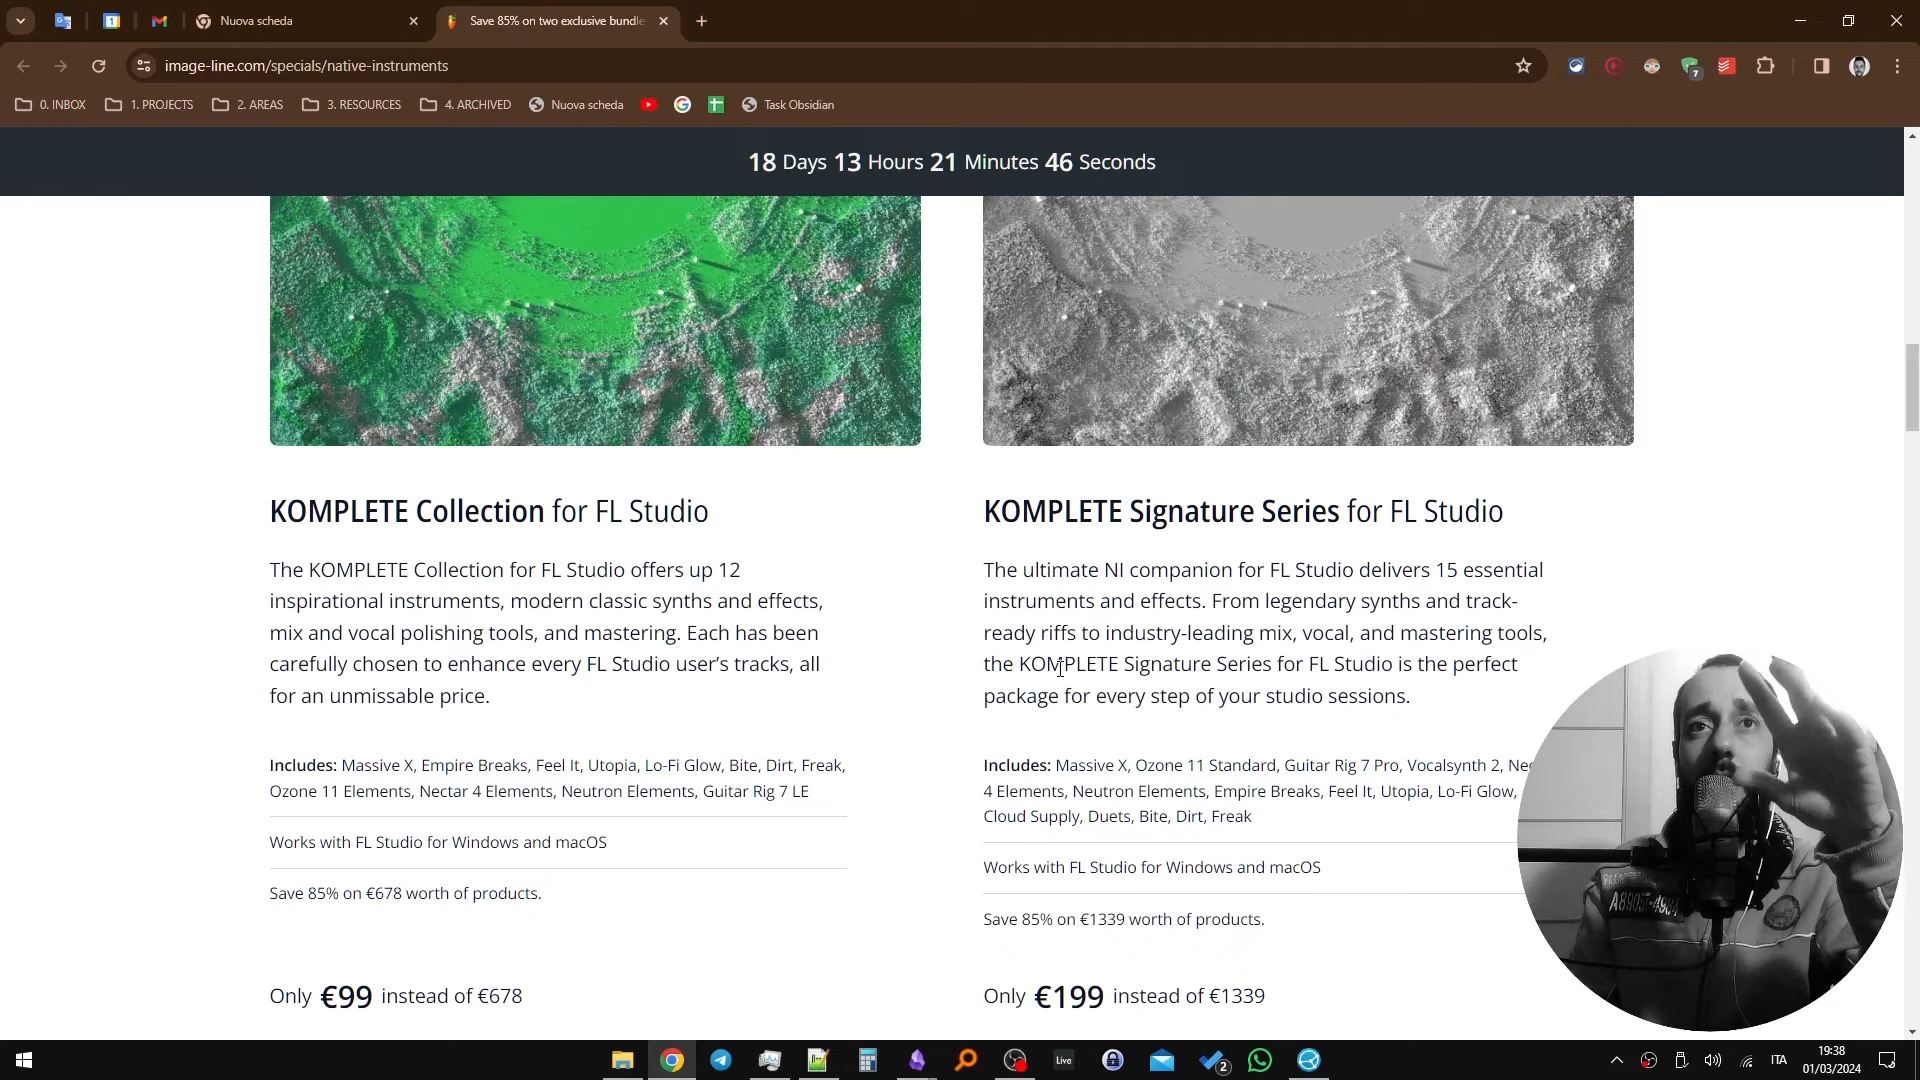 Nuova scheda
Save 85% on two exclusive bundle
image-line.com/specials/native-instruments
7
0. INBOX
1. PROJECTS
2. AREAS
3. RESOURCES
4. ARCHIVED
Nuova scheda
Task Obsidian
18 Days 13 Hours 21 Minutes 46 Seconds
KOMPLETE Collection for FL Studio
The KOMPLETE Collection for FL Studio offers up 12
inspirational instruments, modern classic synths and effects,
mix and vocal polishing tools, and mastering. Each has been
carefully chosen to enhance every FL Studio user’s tracks, all
for an unmissable price.
Includes: Massive X, Empire Breaks, Feel It, Utopia, Lo-Fi Glow, Bite, Dirt, Freak,
Ozone 11 Elements, Nectar 4 Elements, Neutron Elements, Guitar Rig 7 LE
Works with FL Studio for Windows and macOS
Save 85% on €678 worth of products.
Only €99 instead of €678
KOMPLETE Signature Series for FL Studio
The ultimate NI companion for FL Studio delivers 15 essential
instruments and effects. From legendary synths and track-
ready riffs to industry-leading mix, vocal, and mastering tools,
the KOMPLETE Signature Series for FL Studio is the perfect
package for every step of your studio sessions.
Includes: Massive X, Ozone 11 Standard, Guitar Rig 7 Pro, Vocalsynth 2, Nec
4 Elements, Neutron Elements, Empire Breaks, Feel It, Utopia, Lo-Fi Glow,
Cloud Supply, Duets, Bite, Dirt, Freak
Works with FL Studio for Windows and macOS
Save 85% on €1339 worth of products.
Only €199 instead of €1339
Live
2
ITA
19:38
01/03/2024